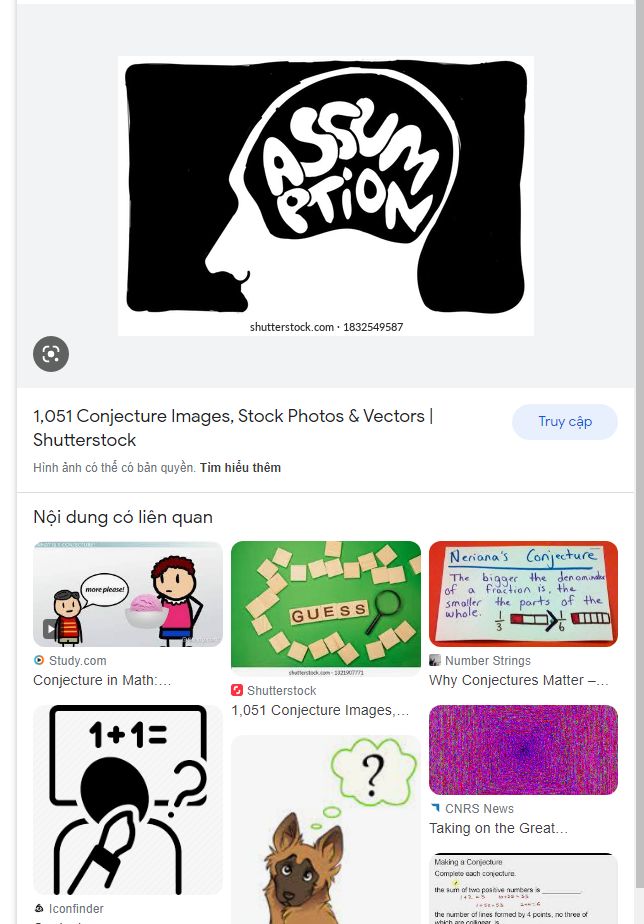 ASSUM
PTION
shutterstock.com · 1832549587
1,051 Conjecture Images, Stock Photos & Vectors |
Shutterstock
Truy cập
Hình ảnh có thể có bản quyền. Tìm hiểu thêm
Nội dung có liên quan
more please!
Study.com
Conjecture in Math:...
GUESS
shutterstock.com · 1321907771
Shutterstock
1,051 Conjecture Images,...
Neriana's Conjecture
The bigger the denominator
of a fraction is, the
smaller the parts of the
whole.
1/3 > 1/6
Number Strings
Why Conjectures Matter –...
1+1=
?
Iconfinder
?
CNRS News
Taking on the Great...
Making a Conjecture
Complete each conjecture.
the sum of two positive numbers is
the number of lines formed by 4 points, no three of
which are collinear, is